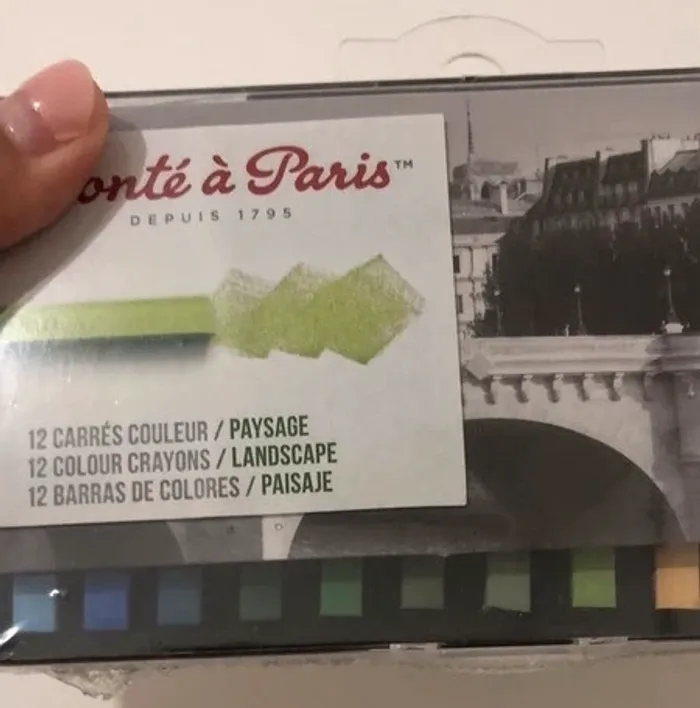 onté à Paris™
DEPUIS 1795
12 CARRÉS COULEUR / PAYSAGE
12 COLOUR CRAYONS / LANDSCAPE
12 BARRAS DE COLORES / PAISAJE